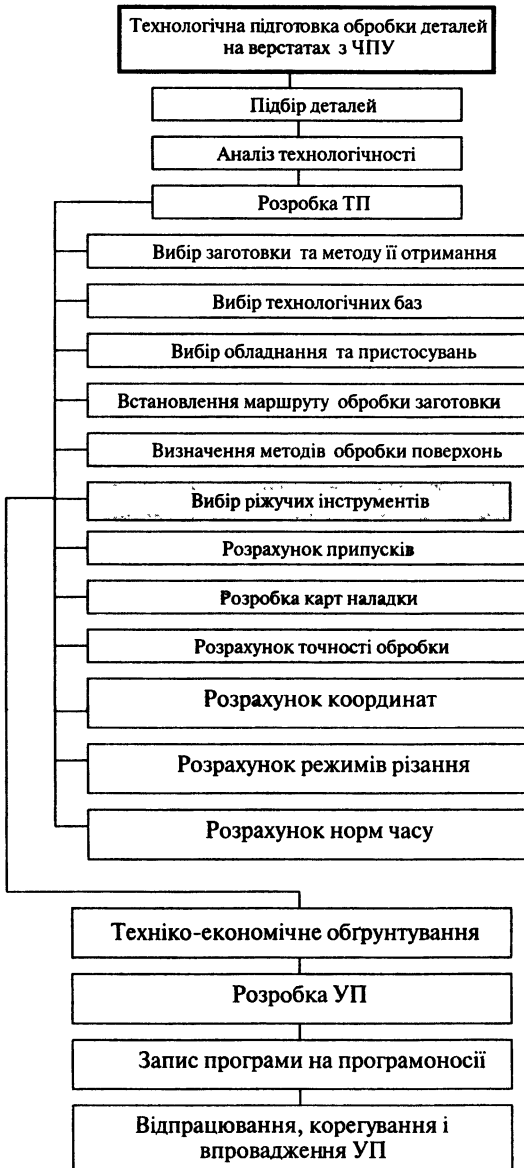 Технологічна підготовка обробки деталей
на верстатах з ЧПУ
Підбір деталей
Аналіз технологічності
Розробка ТП
Вибір заготовки та методу її отримання
Вибір технологічних баз
Вибір обладнання та пристосувань
Встановлення маршруту обробки заготовки
Визначення методів обробки поверхонь
Вибір ріжучих інструментів
Розрахунок припусків
Розробка карт наладки
Розрахунок точності обробки
Розрахунок координат
Розрахунок режимів різання
Розрахунок норм часу
Техніко-економічне обґрунтування
Розробка УП
Запис програми на програмоносії
Відпрацювання, корегування і
впровадження УП